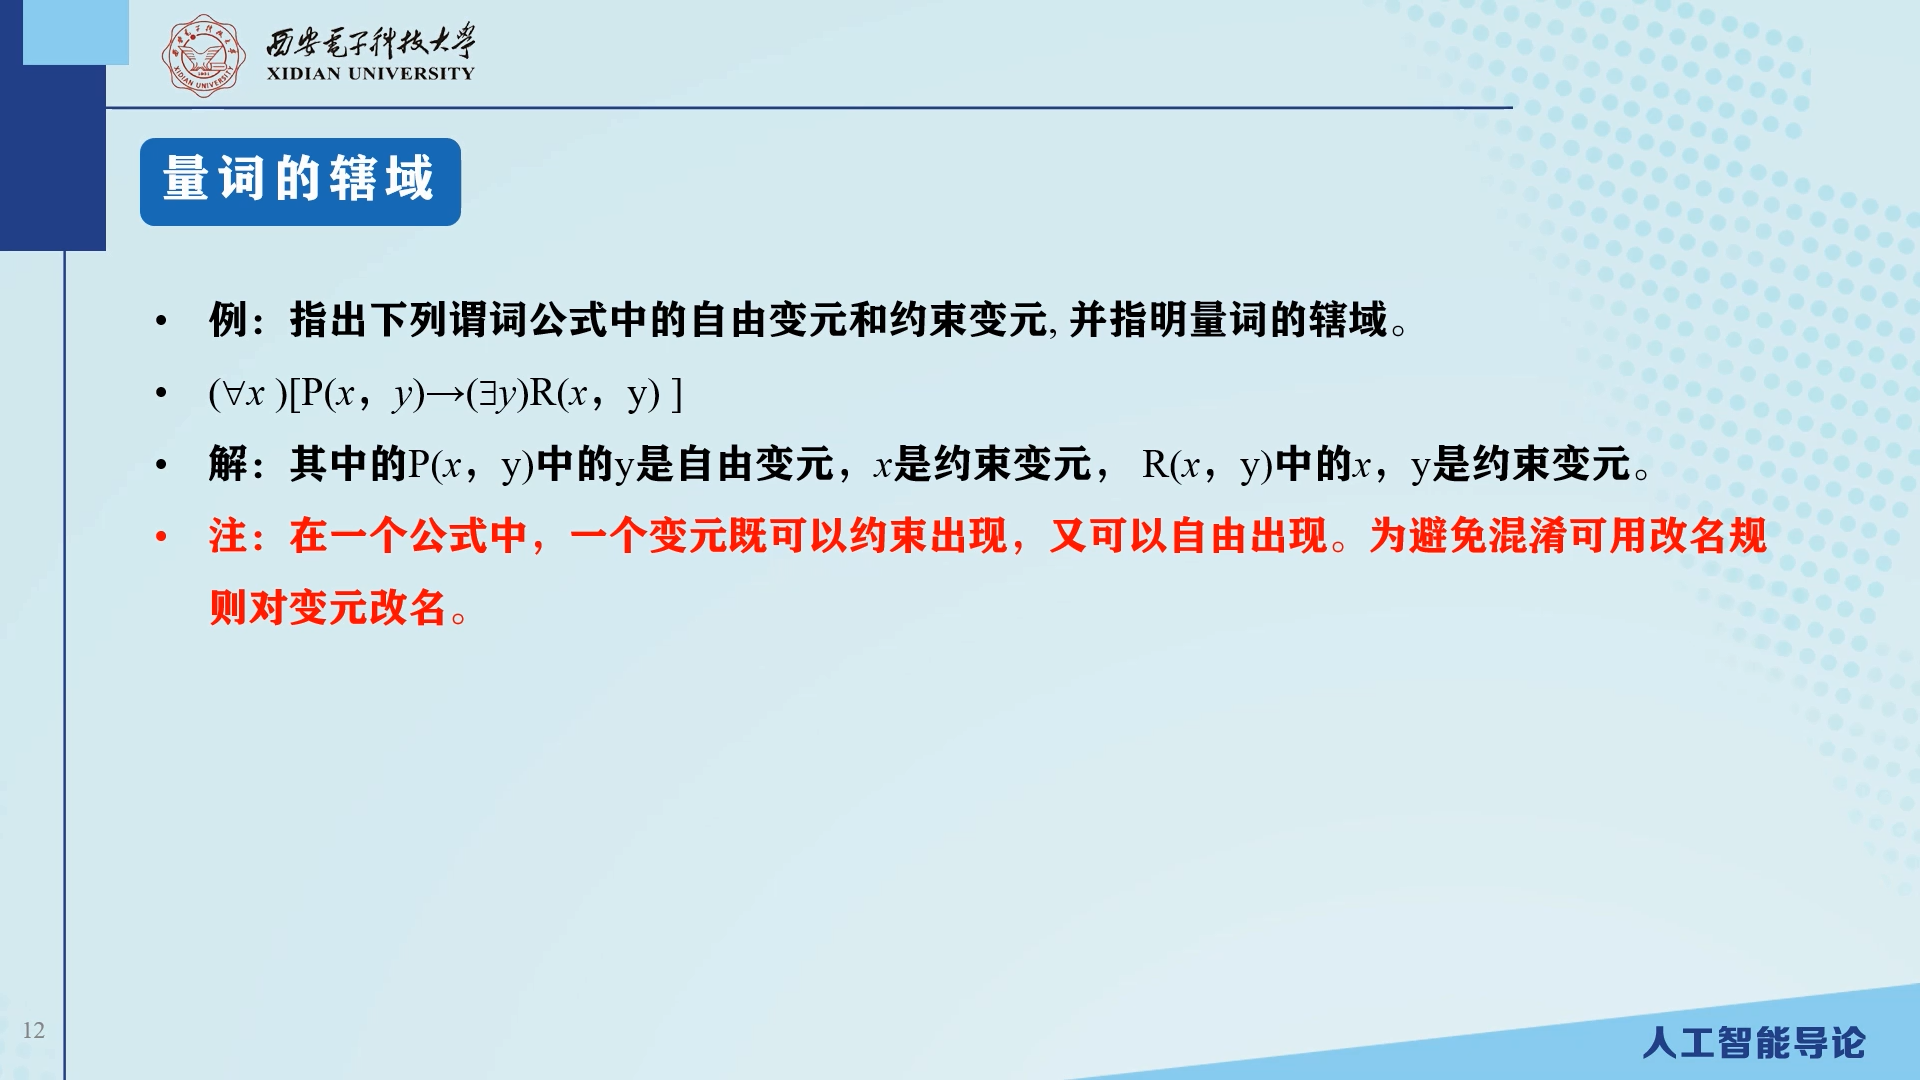 西安电子科技大学
XIDIAN UNIVERSITY
量词的辖域
• 例：指出下列谓词公式中的自由变元和约束变元, 并指明量词的辖域。
• (∀x )[P(x，y)→(∃y)R(x，y) ]
• 解：其中的P(x，y)中的y是自由变元，x是约束变元， R(x，y)中的x，y是约束变元。
• 注：在一个公式中，一个变元既可以约束出现，又可以自由出现。为避免混淆可用改名规
则对变元改名。
12
人工智能导论